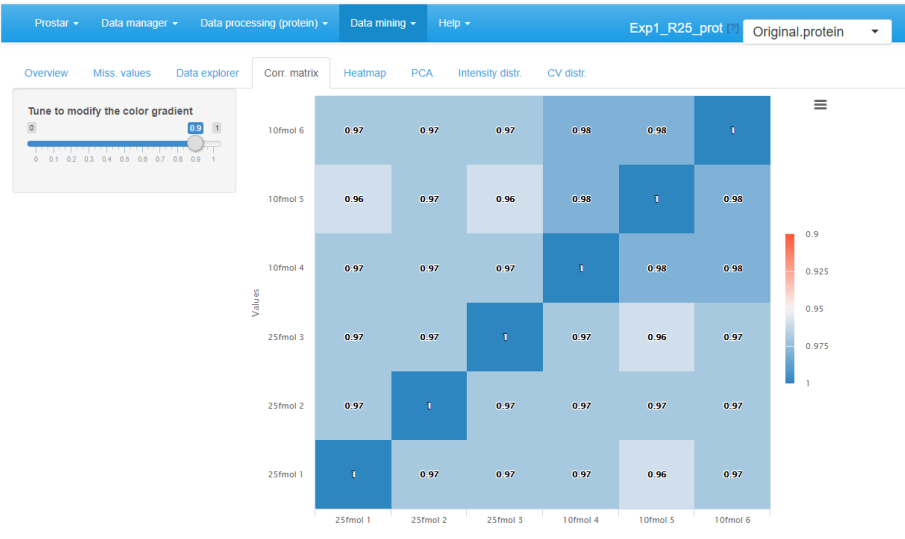 Prostar Data manager Data processing (protein) Data mining Help Exp1_R25_prot [?] Original.protein
Overview Miss. values Data explorer Corr. matrix Heatmap PCA Intensity distr. CV distr.
Tune to modify the color gradient
0 0.9 1
0 0.1 0.2 0.3 0.4 0.5 0.6 0.7 0.8 0.9 1
Values
10fmol 6 0.97 0.97 0.97 0.98 0.98 1
10fmol 5 0.96 0.97 0.96 0.98 1 0.98
10fmol 4 0.97 0.97 0.97 1 0.98 0.98
25fmol 3 0.97 0.97 1 0.97 0.96 0.97
25fmol 2 0.97 1 0.97 0.97 0.97 0.97
25fmol 1 1 0.97 0.97 0.97 0.96 0.97
25fmol 1 25fmol 2 25fmol 3 10fmol 4 10fmol 5 10fmol 6
0.9
0.925
0.95
0.975
1